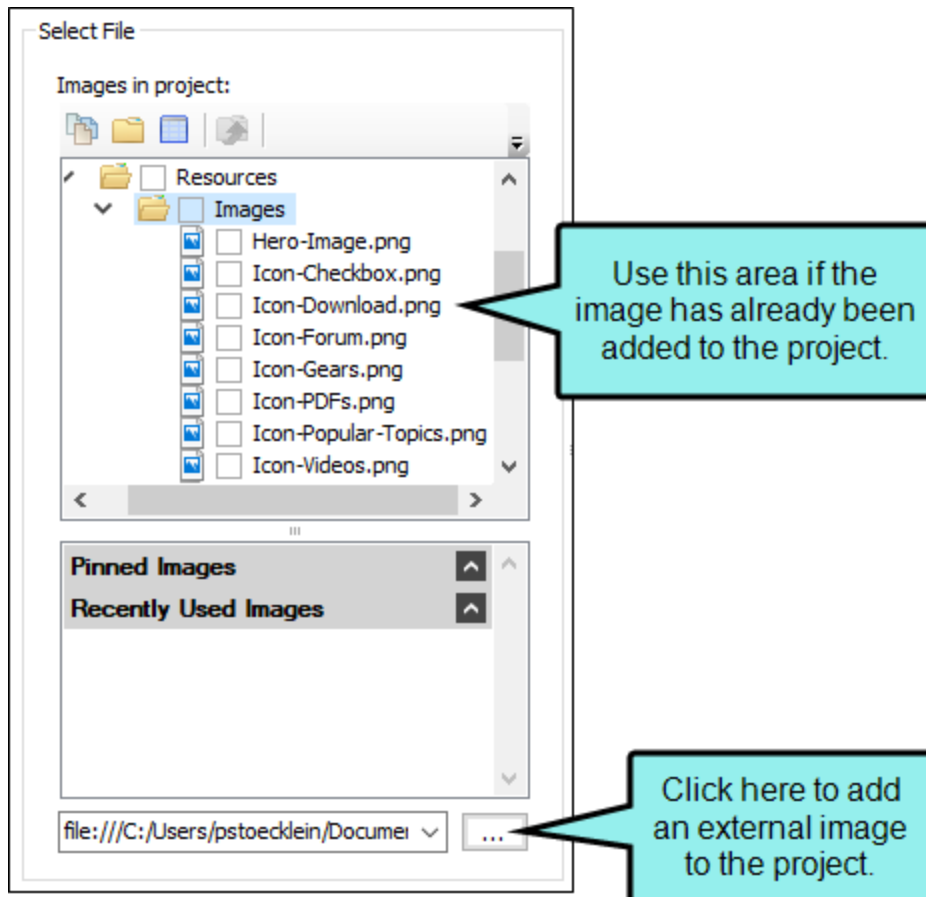 Select File
Images in project:
Resources
Images
Hero-Image.png
Icon-Checkbox.png
Icon-Download.png
Icon-Forum.png
Icon-Gears.png
Icon-PDFs.png
Icon-Popular-Topics.png
Icon-Videos.png
Use this area if the
image has already been
added to the project.
Pinned Images
Recently Used Images
file:///C:/Users/pstoecklein/Documer
...
Click here to add
an external image
to the project.